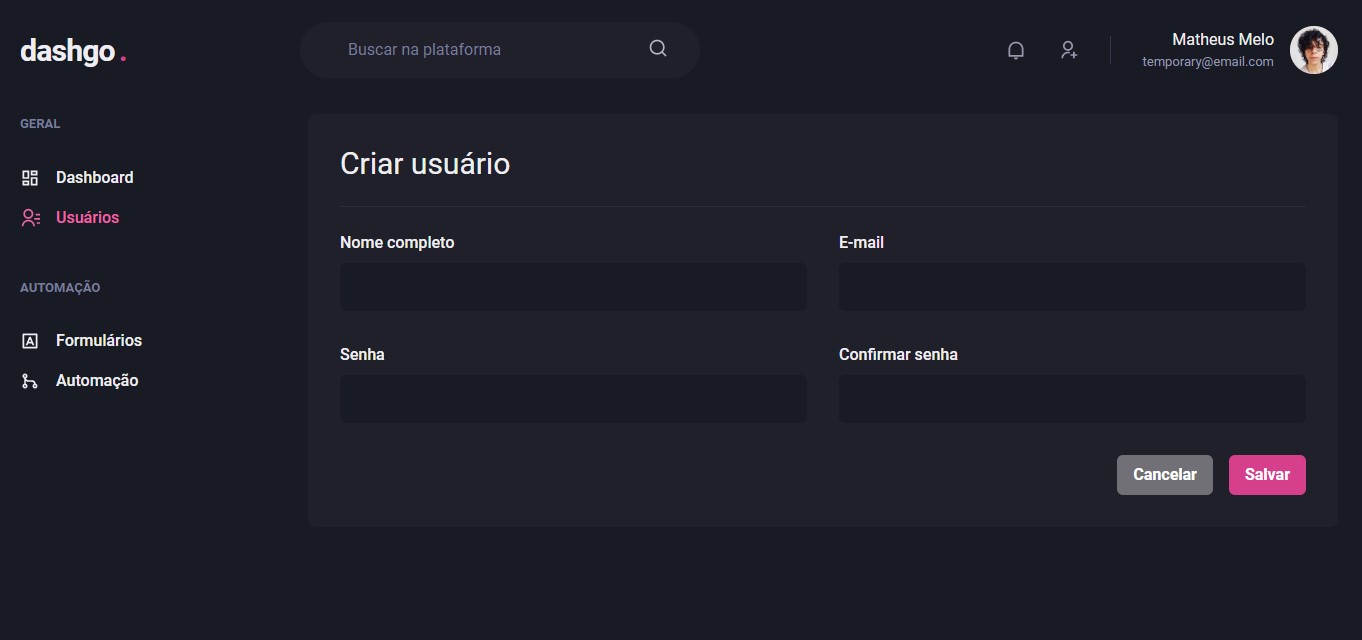 dashgo.
Buscar na plataforma
Matheus Melo
temporary@email.com
GERAL
Dashboard
Usuários
AUTOMAÇÃO
Formulários
Automação
Criar usuário
Nome completo
E-mail
Senha
Confirmar senha
Cancelar
Salvar